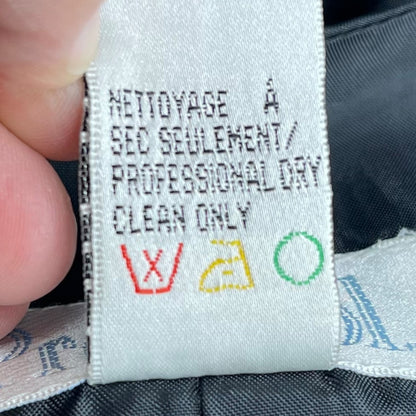 NETTOYAGE À
SEC SEULEMENT/
PROFESSIONAL DRY
CLEAN ONLY